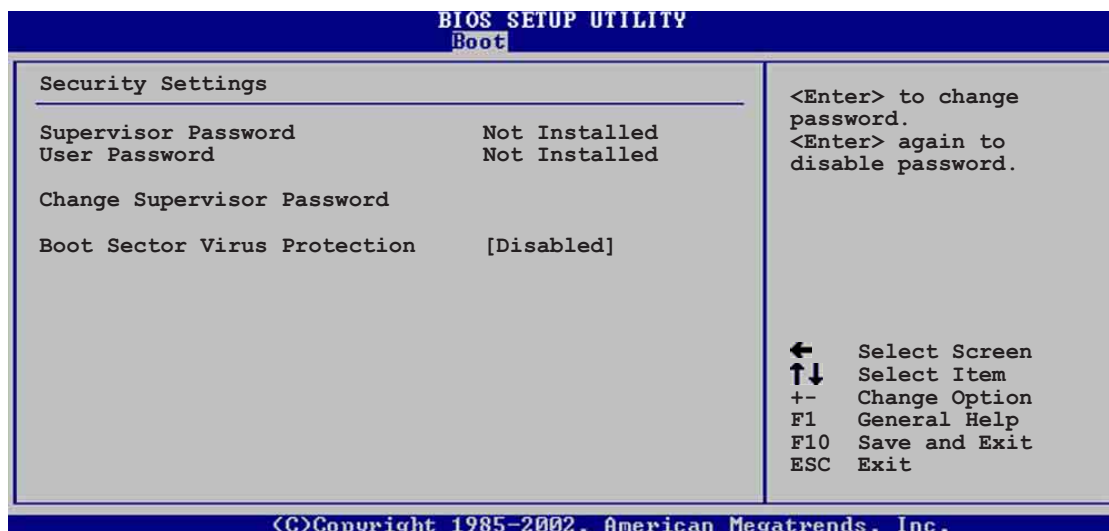 BIOS SETUP UTILITY
Boot
Security Settings
Supervisor Password Not Installed
User Password Not Installed
Change Supervisor Password
Boot Sector Virus Protection [Disabled]
<Enter> to change
password.
<Enter> again to
disable password.
← Select Screen
↑↓ Select Item
+- Change Option
F1 General Help
F10 Save and Exit
ESC Exit
(C)Copyright 1985-2002, American Megatrends, Inc.